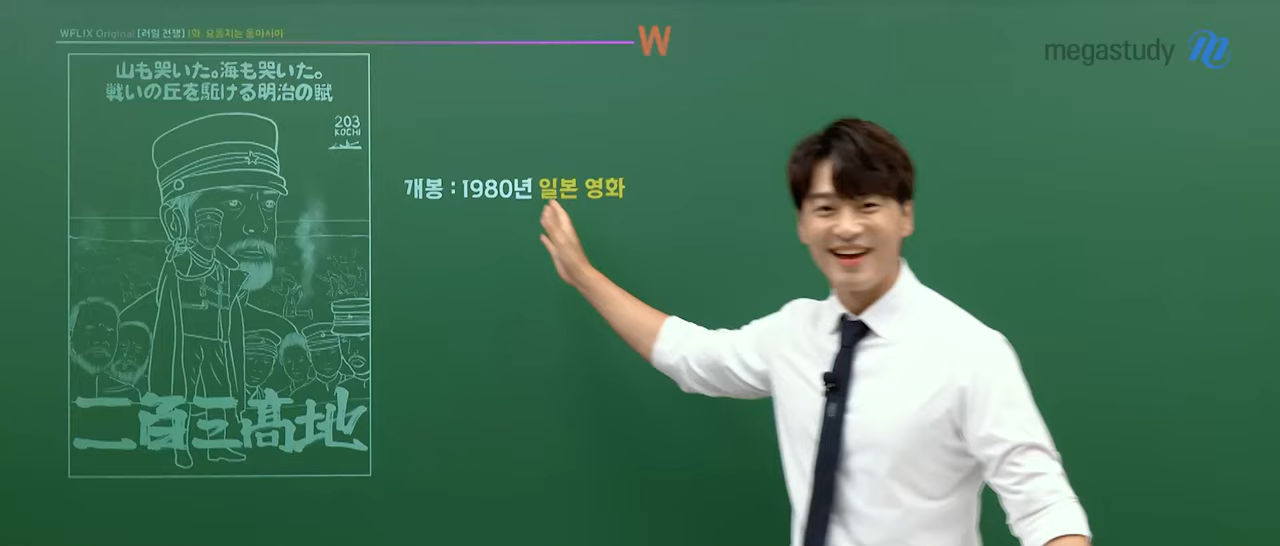 WFLIX Original [러일 전쟁] 1화. 요동치는 동아시아
W
megastudy
山も哭いた。海も哭いた。
戦いの丘を駈ける明治の賦
203
KOCHI
개봉 : 1980년 일본 영화
二百三高地